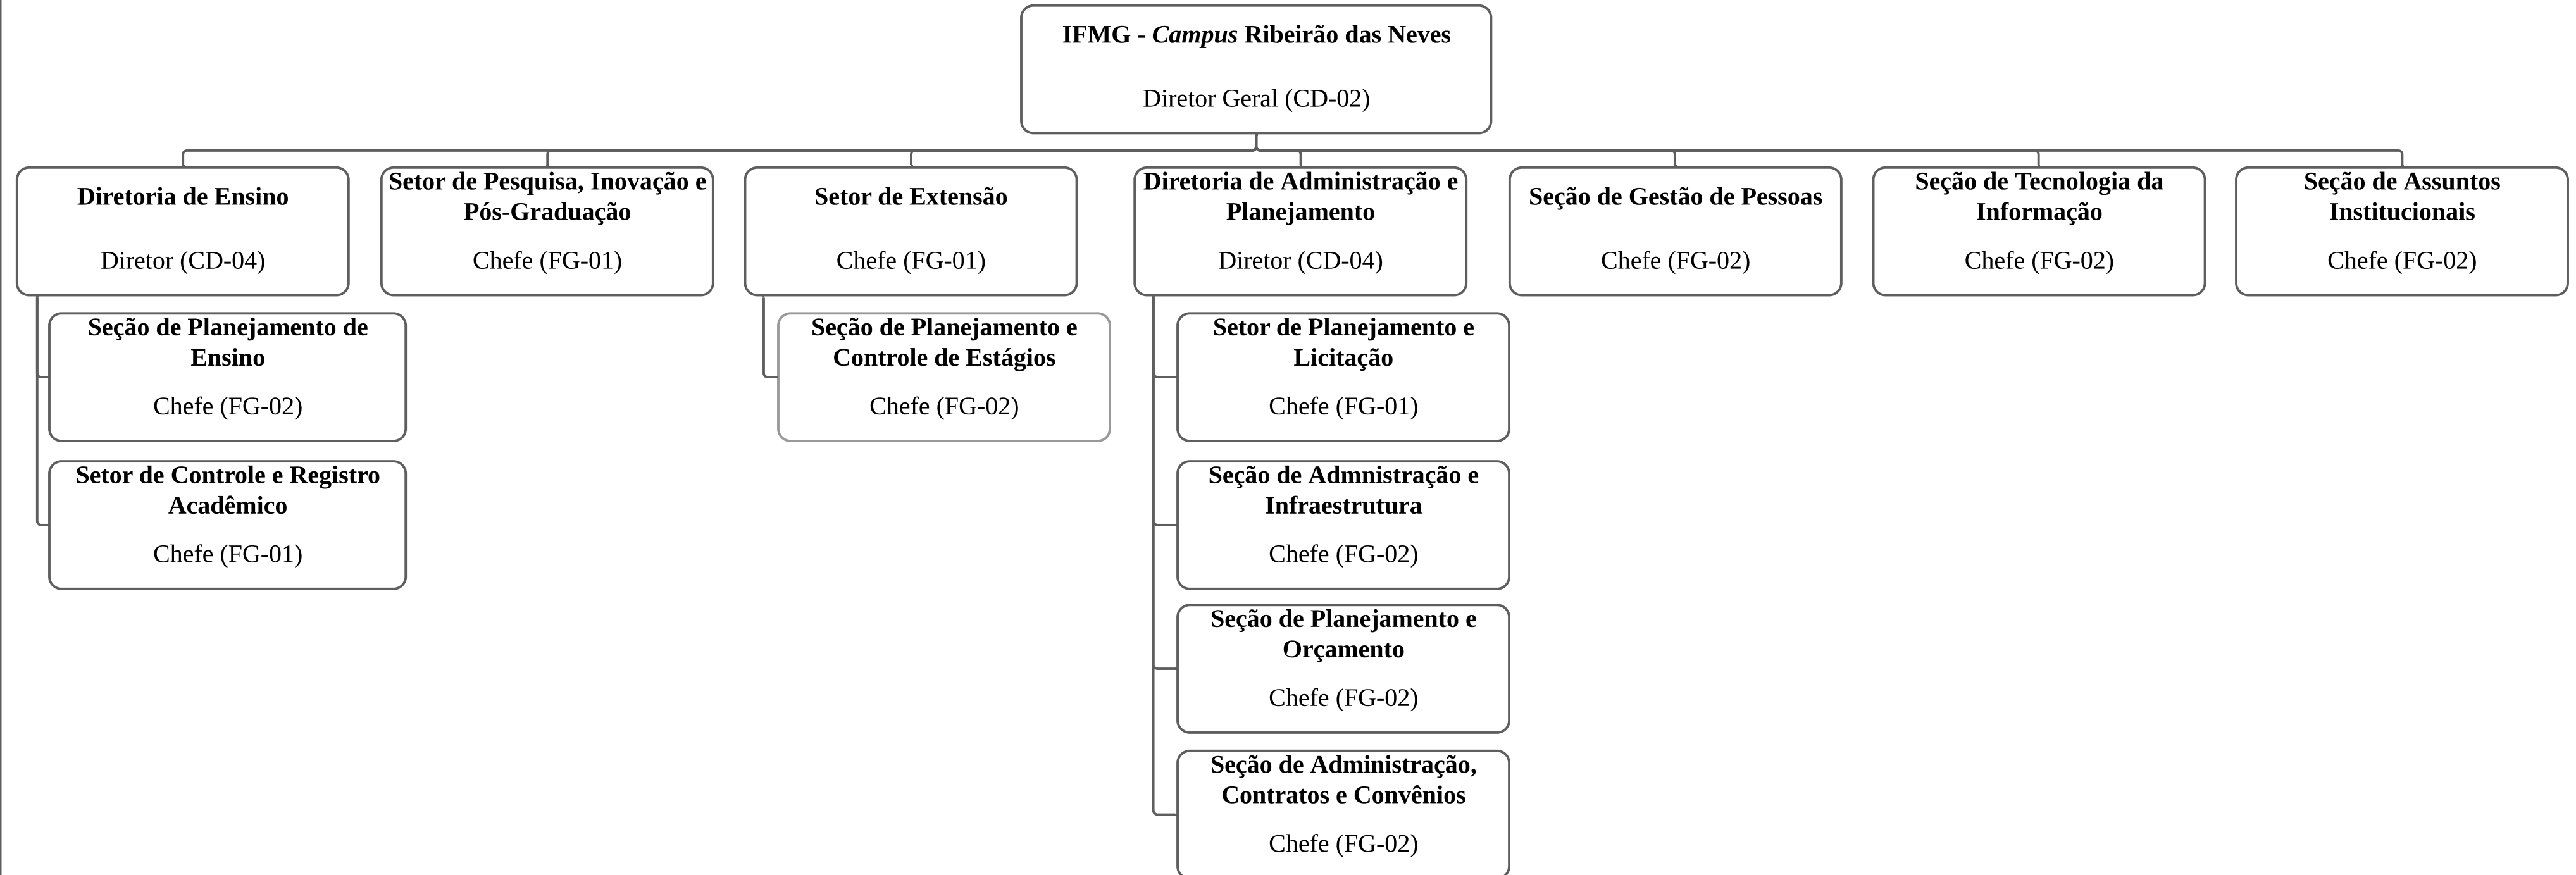 IFMG - Campus Ribeirão das Neves
Diretor Geral (CD-02)
Diretoria de Ensino
Diretor (CD-04)
Setor de Pesquisa, Inovação e
Pós-Graduação
Chefe (FG-01)
Setor de Extensão
Chefe (FG-01)
Diretoria de Administração e
Planejamento
Diretor (CD-04)
Seção de Gestão de Pessoas
Chefe (FG-02)
Seção de Tecnologia da
Informação
Chefe (FG-02)
Seção de Assuntos
Institucionais
Chefe (FG-02)
Seção de Planejamento de
Ensino
Chefe (FG-02)
Setor de Controle e Registro
Acadêmico
Chefe (FG-01)
Seção de Planejamento e
Controle de Estágios
Chefe (FG-02)
Setor de Planejamento e
Licitação
Chefe (FG-01)
Seção de Admnistração e
Infraestrutura
Chefe (FG-02)
Seção de Planejamento e
Orçamento
Chefe (FG-02)
Seção de Administração,
Contratos e Convênios
Chefe (FG-02)